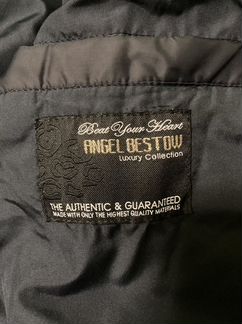 Beat Your Heart
ANGEL BESTOW
Luxury Collection
THE AUTHENTIC & GUARANTEED
MADE WITH ONLY THE HIGHEST QUALITY MATERIALS